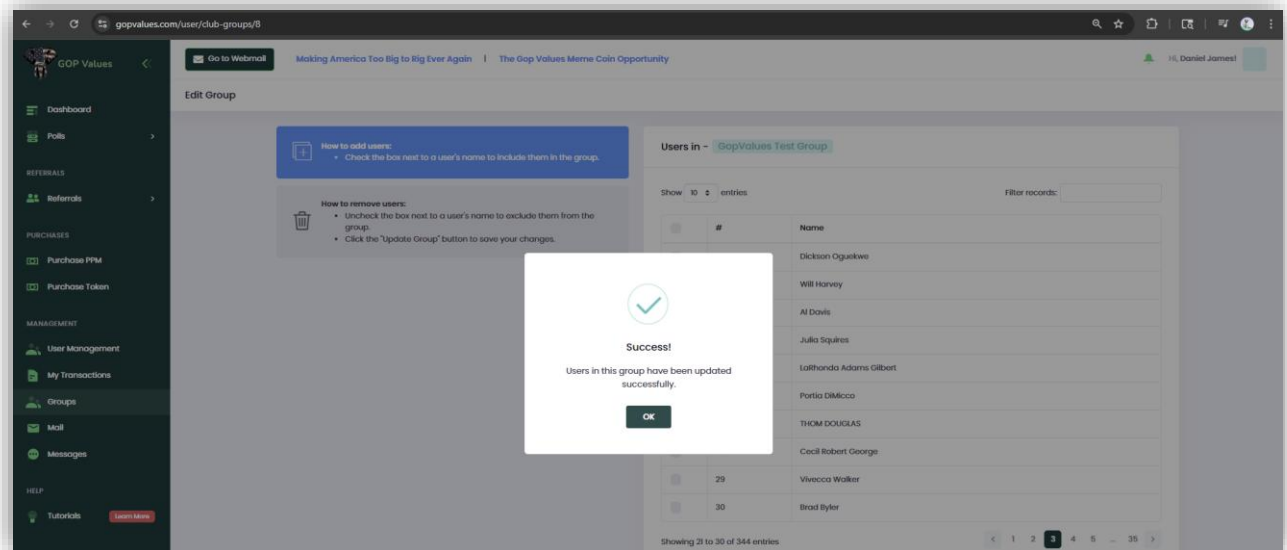 gopvalues.com/user/club-groups/8
GOP Values
Go to Webmail
Making America Too Big to Rig Ever Again | The Gop Values Meme Coin Opportunity
Hi, Daniel James!
Edit Group
Dashboard
Polls
REFERRALS
Referrals
PURCHASES
Purchase PPM
Purchase Token
MANAGEMENT
User Management
My Transactions
Groups
Mail
Messages
HELP
Tutorials
Learn More
How to add users:
• Check the box next to a user's name to include them in the group.
How to remove users:
• Uncheck the box next to a user's name to exclude them from the
group.
• Click the "Update Group" button to save your changes.
Users in - GopValues Test Group
Show 10 entries
Filter records:
# Name
Dickson Oguekwe
Will Harvey
Al Davis
Julia Squires
LaRhonda Adams Gilbert
Portia DiMicco
THOM DOUGLAS
Cecil Robert George
29 Vivecca Walker
30 Brad Byler
Showing 21 to 30 of 344 entries
< 1 2 3 4 5 ... 35 >
Success!
Users in this group have been updated
successfully.
OK